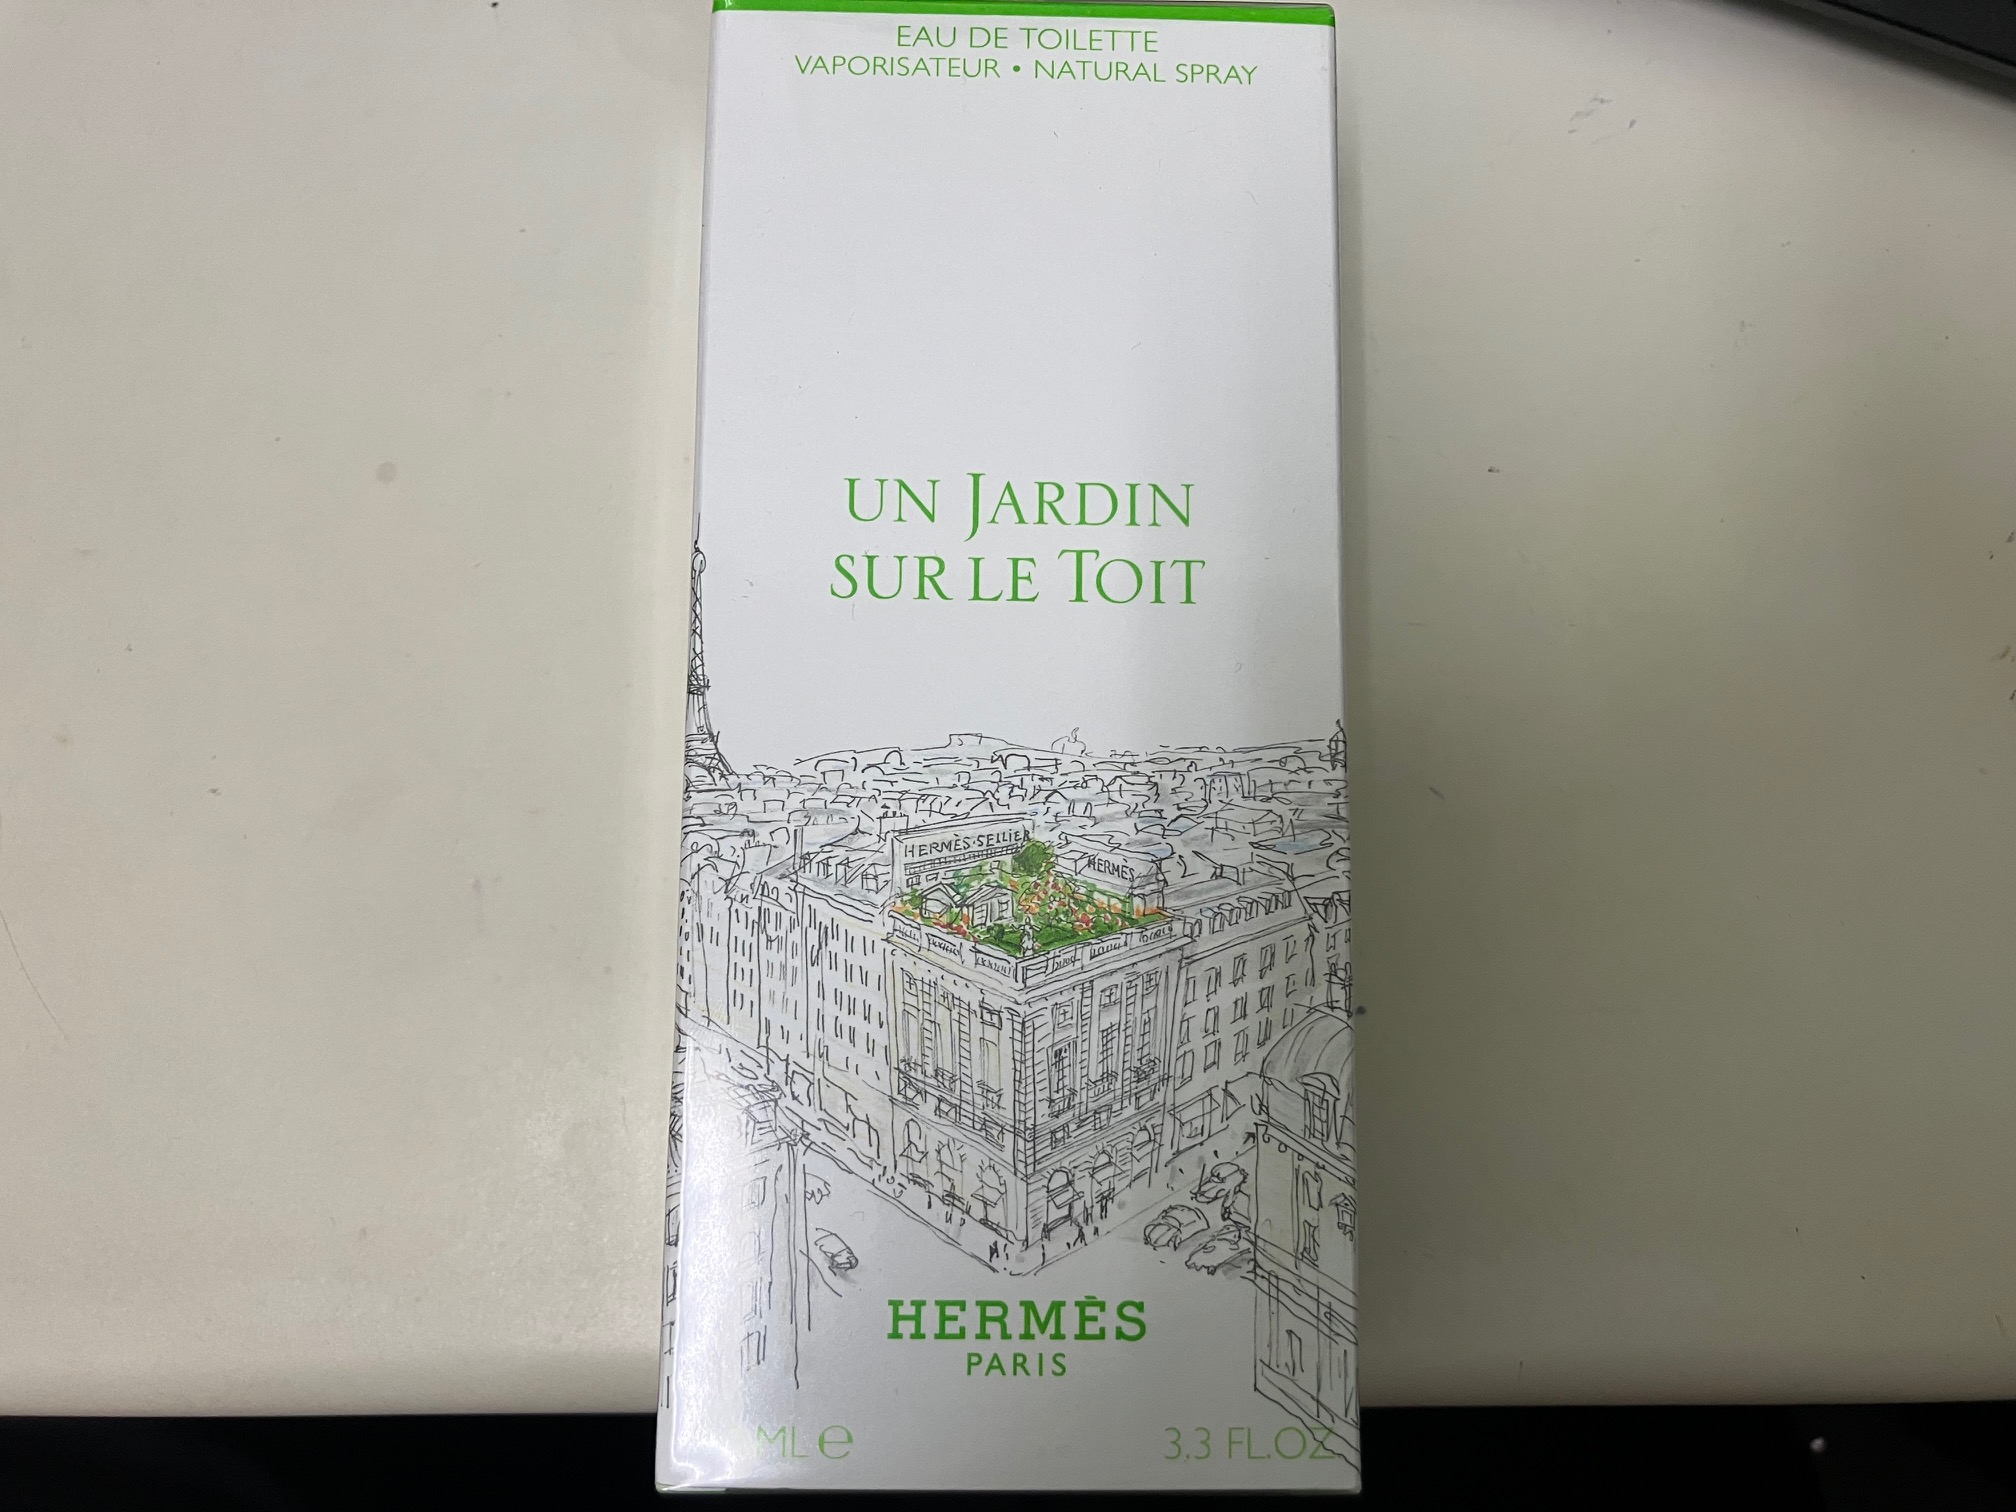 EAU DE TOILETTE
VAPORISATEUR • NATURAL SPRAY
UN JARDIN
SUR LE TOIT
HERMÈS·SELLIER
HERMÈS
HERMÈS
PARIS
ML e
3.3 FL.OZ